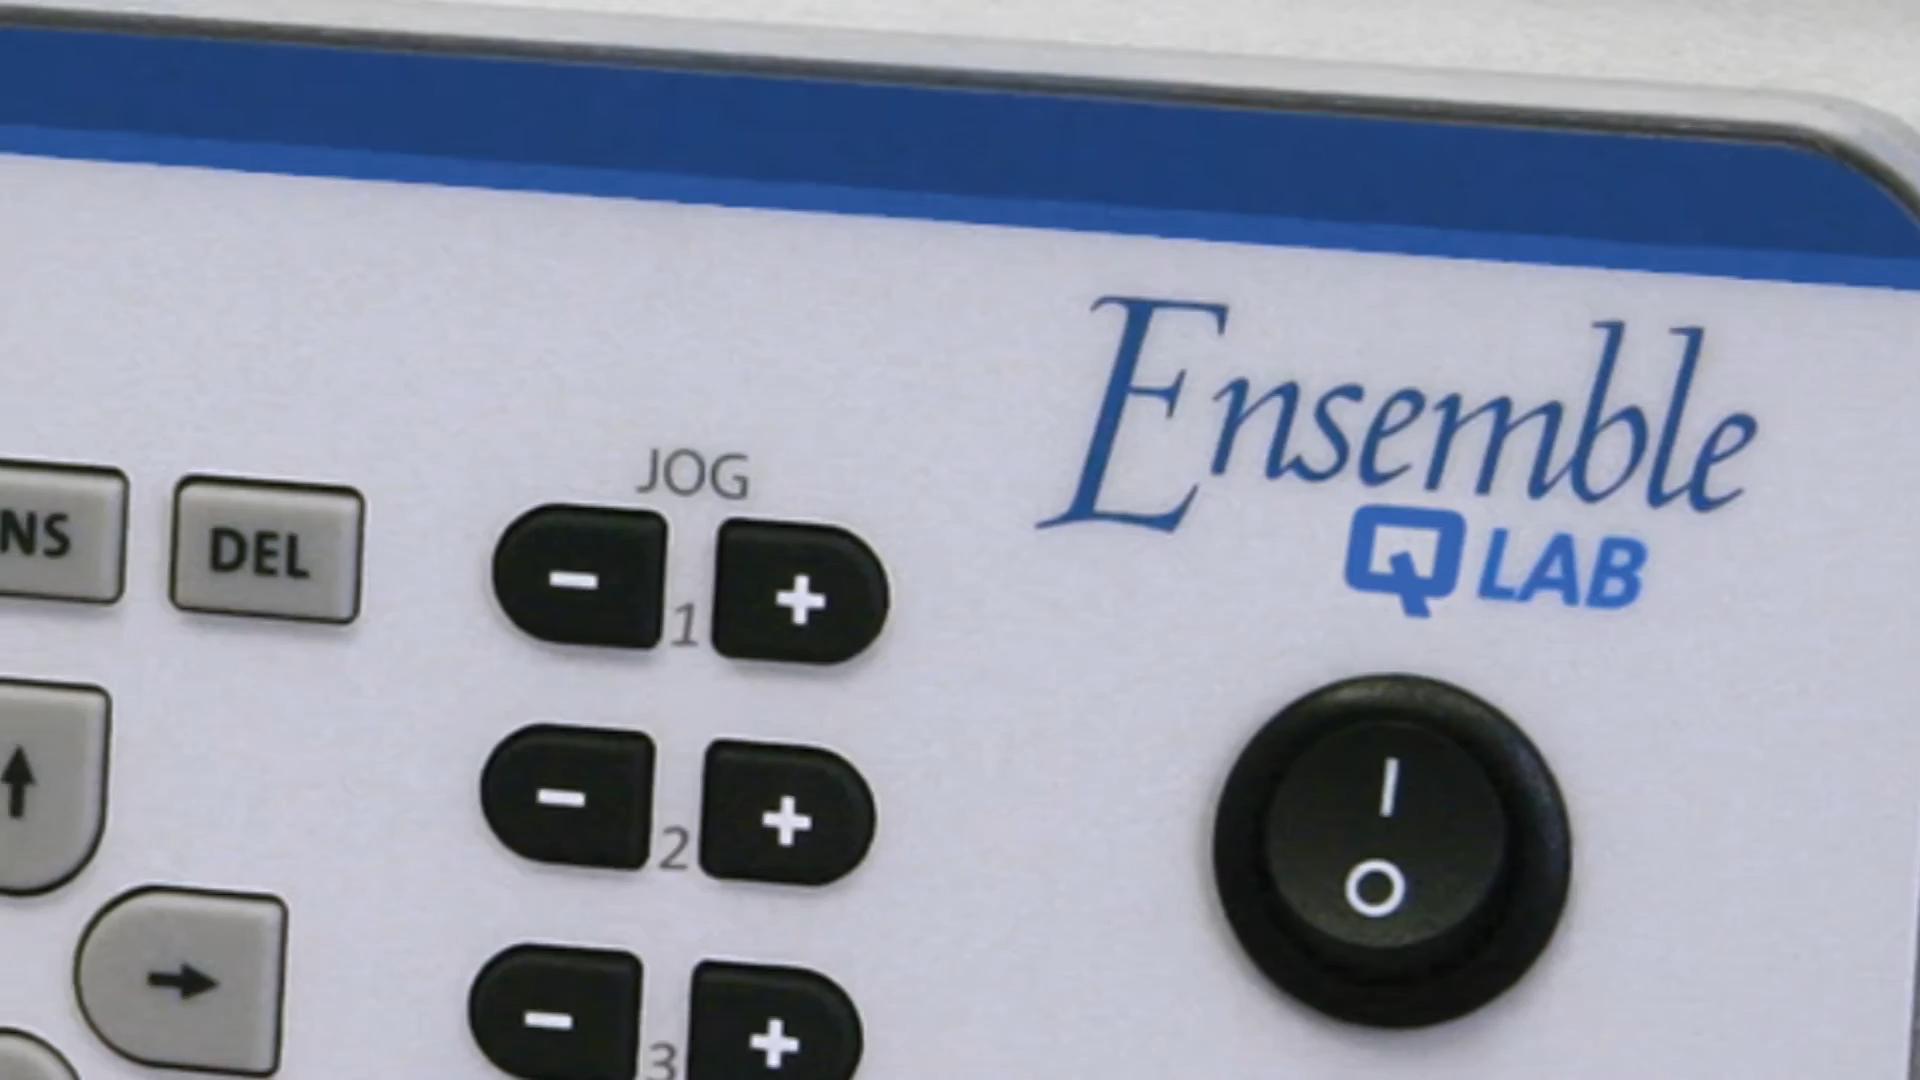 Ensemble
Q LAB
JOG
NS
DEL
- 1 +
- 2 +
- 3 +